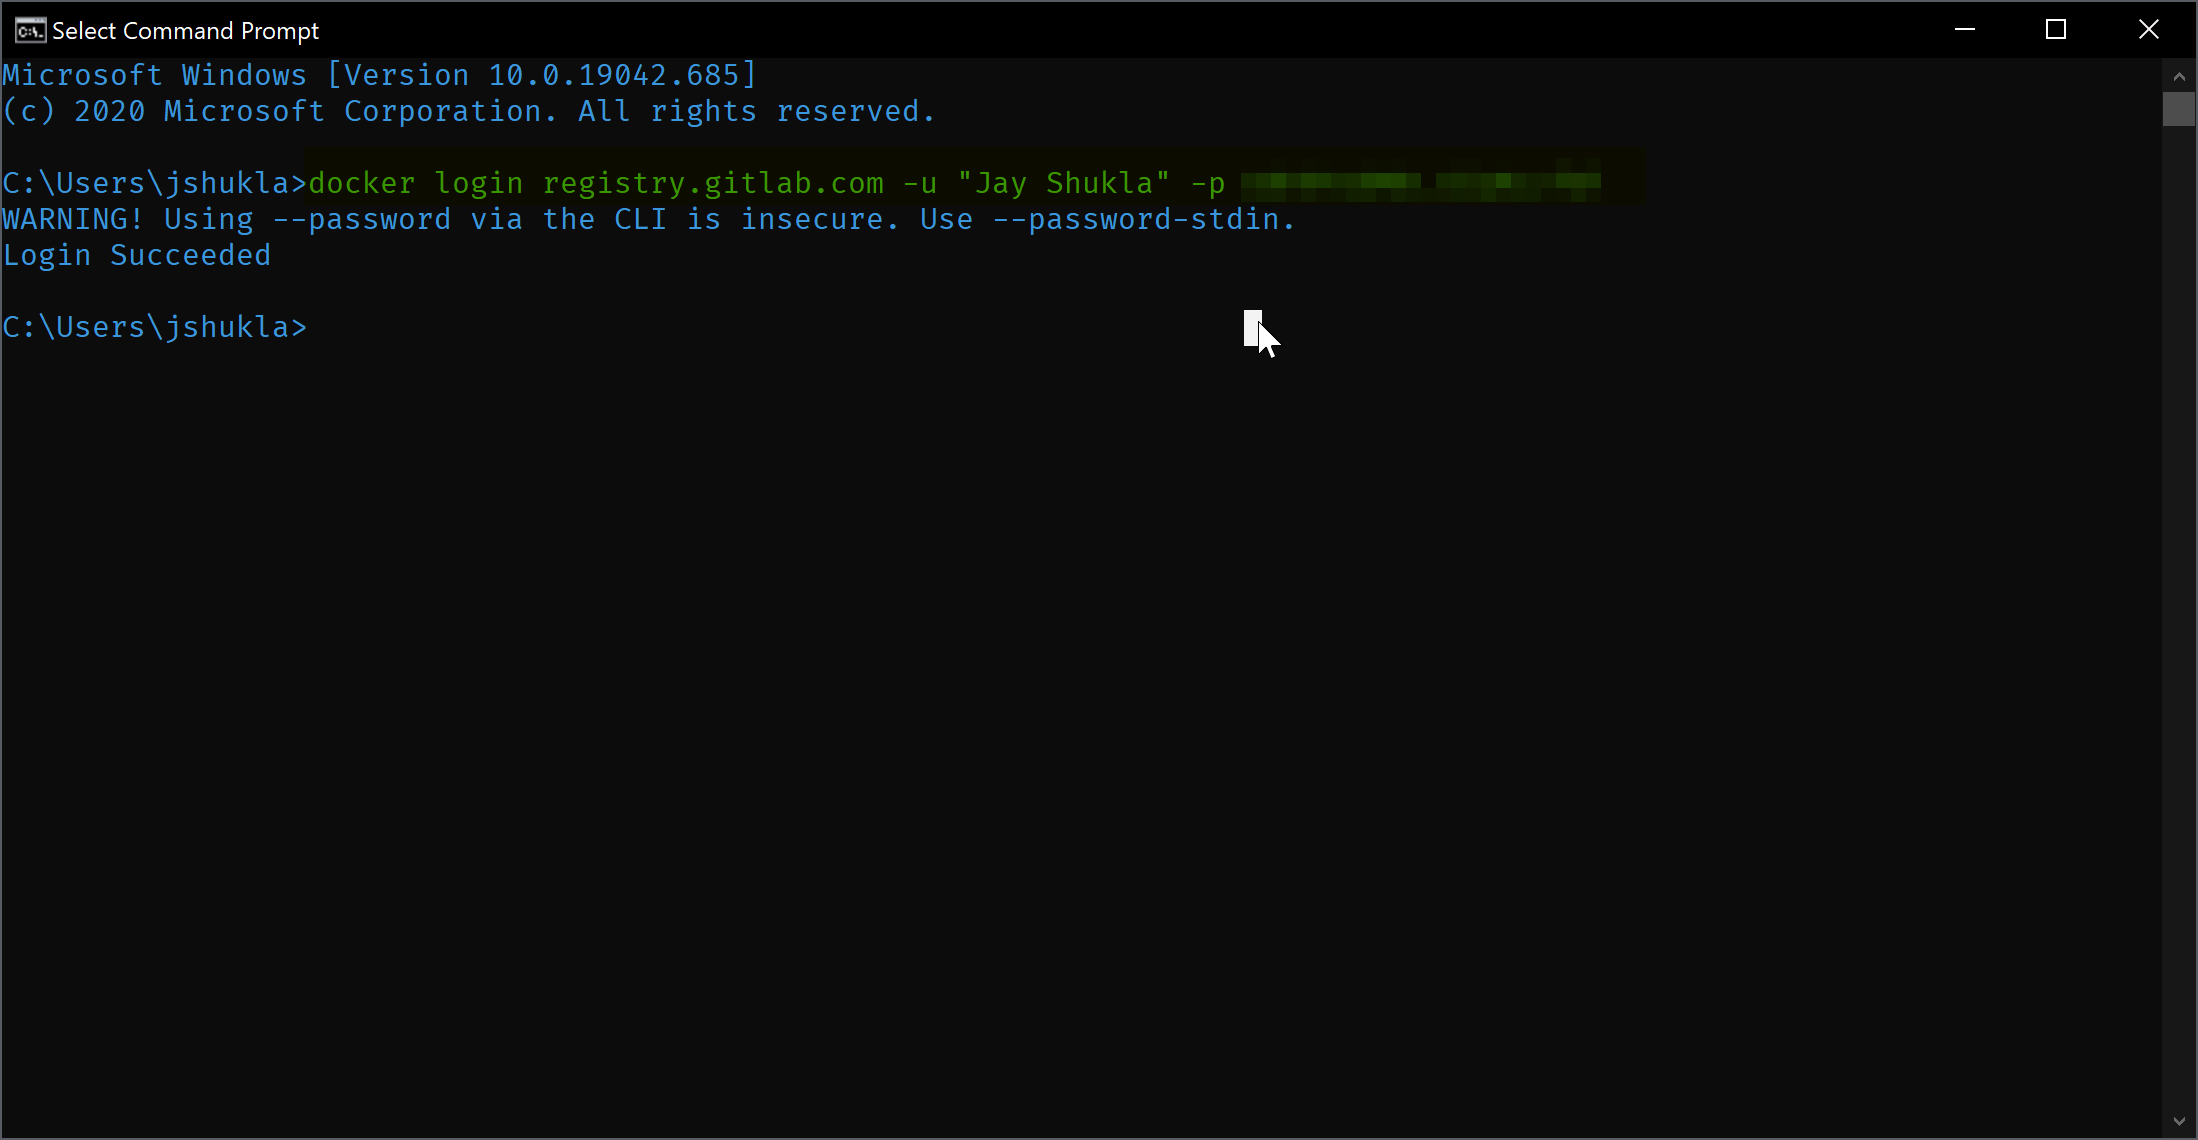 Select Command Prompt
Microsoft Windows [Version 10.0.19042.685]
(c) 2020 Microsoft Corporation. All rights reserved.
C:\Users\jshukla>docker login registry.gitlab.com -u "Jay Shukla" -p
WARNING! Using --password via the CLI is insecure. Use --password-stdin.
Login Succeeded
C:\Users\jshukla>